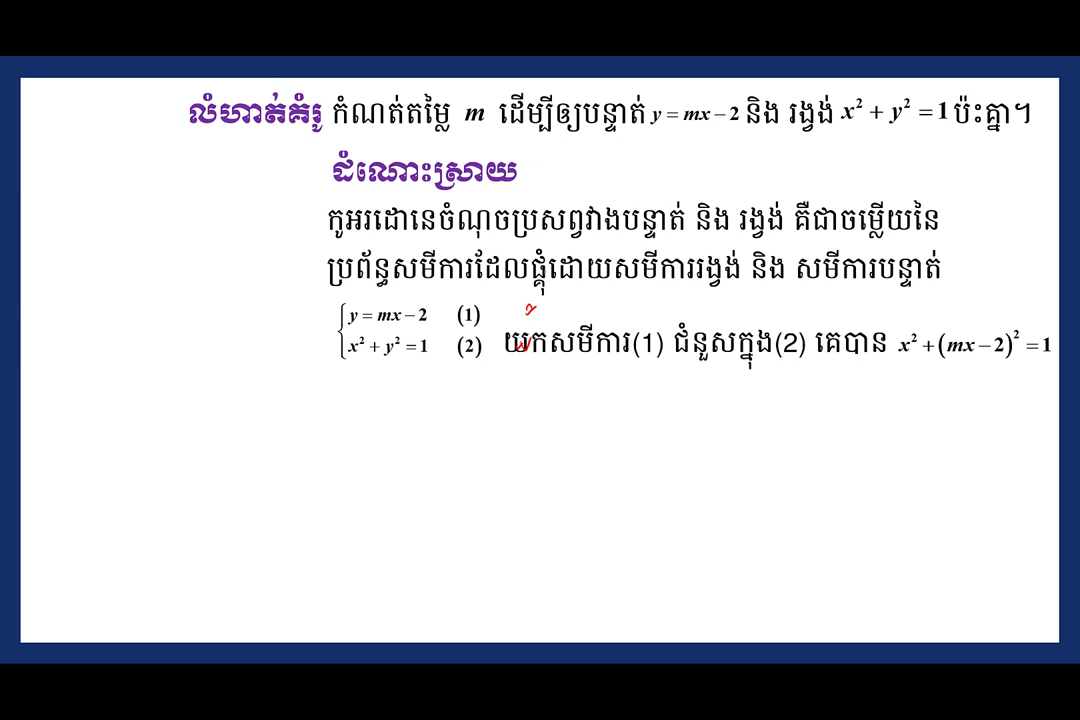 លំហាត់គំរូ កំណត់តម្លៃ m ដើម្បីឲ្យបន្ទាត់ y = mx − 2 និង រង្វង់ x² + y² = 1 ប៉ះគ្នា។
ដំណោះស្រាយ
កូអរដោនេចំណុចប្រសព្វវាងបន្ទាត់ និង រង្វង់ គឺជាចម្លើយនៃ
ប្រព័ន្ធសមីការដែលផ្គុំដោយសមីការរង្វង់ និង សមីការបន្ទាត់
y = mx − 2 (1)
x² + y² = 1 (2) យកសមីការ(1) ជំនួសក្នុង(2) គេបាន x² + (mx − 2)² = 1